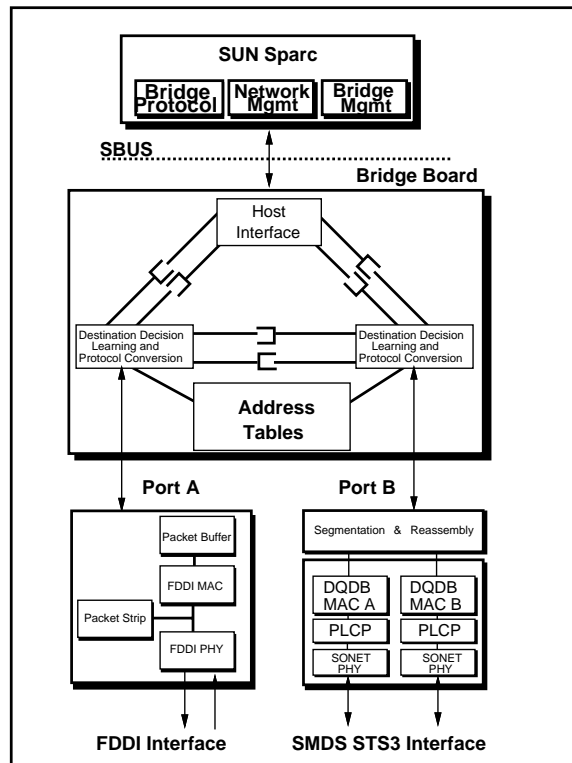 SUN Sparc
Bridge
Protocol
Network
Mgmt
Bridge
Mgmt
SBUS
Bridge Board
Host
Interface
Destination Decision
Learning and
Protocol Conversion
Destination Decision
Learning and
Protocol Conversion
Address
Tables
Port A
Port B
Packet Buffer
FDDI MAC
Packet Strip
FDDI PHY
Segmentation & Reassembly
DQDB
MAC A
DQDB
MAC B
PLCP
PLCP
SONET
PHY
SONET
PHY
FDDI Interface
SMDS STS3 Interface